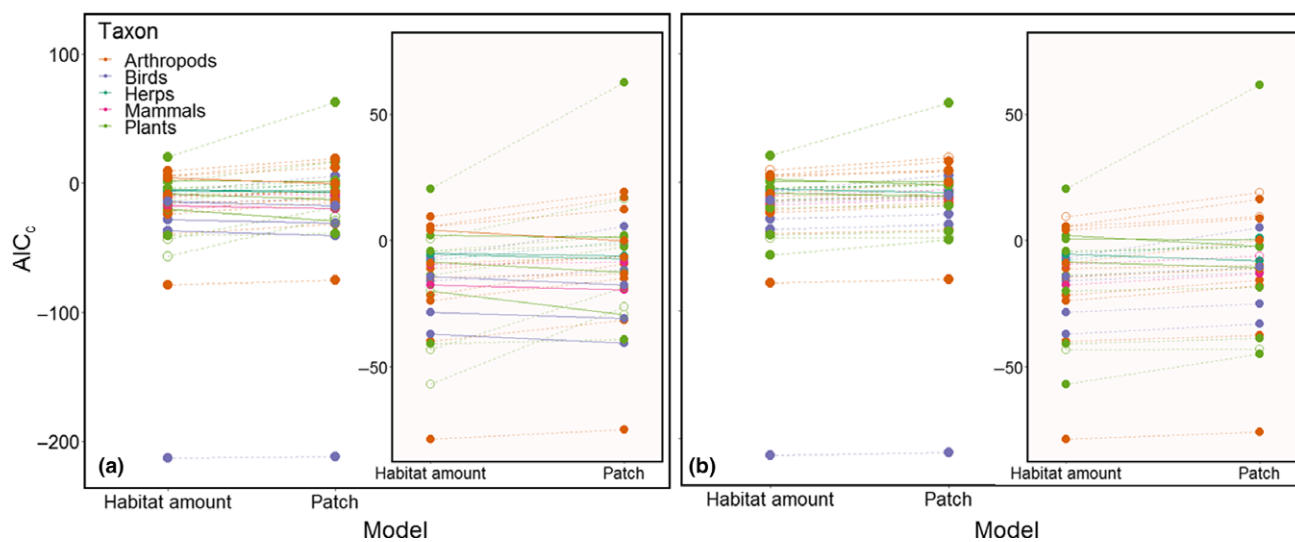 Taxon
Arthropods
Birds
Herps
Mammals
Plants
100
0
−100
−200
AICc
50
0
−50
(a)
Habitat amount
Patch
Habitat amount
Patch
Model
50
0
−50
(b)
Habitat amount
Patch
Habitat amount
Patch
Model